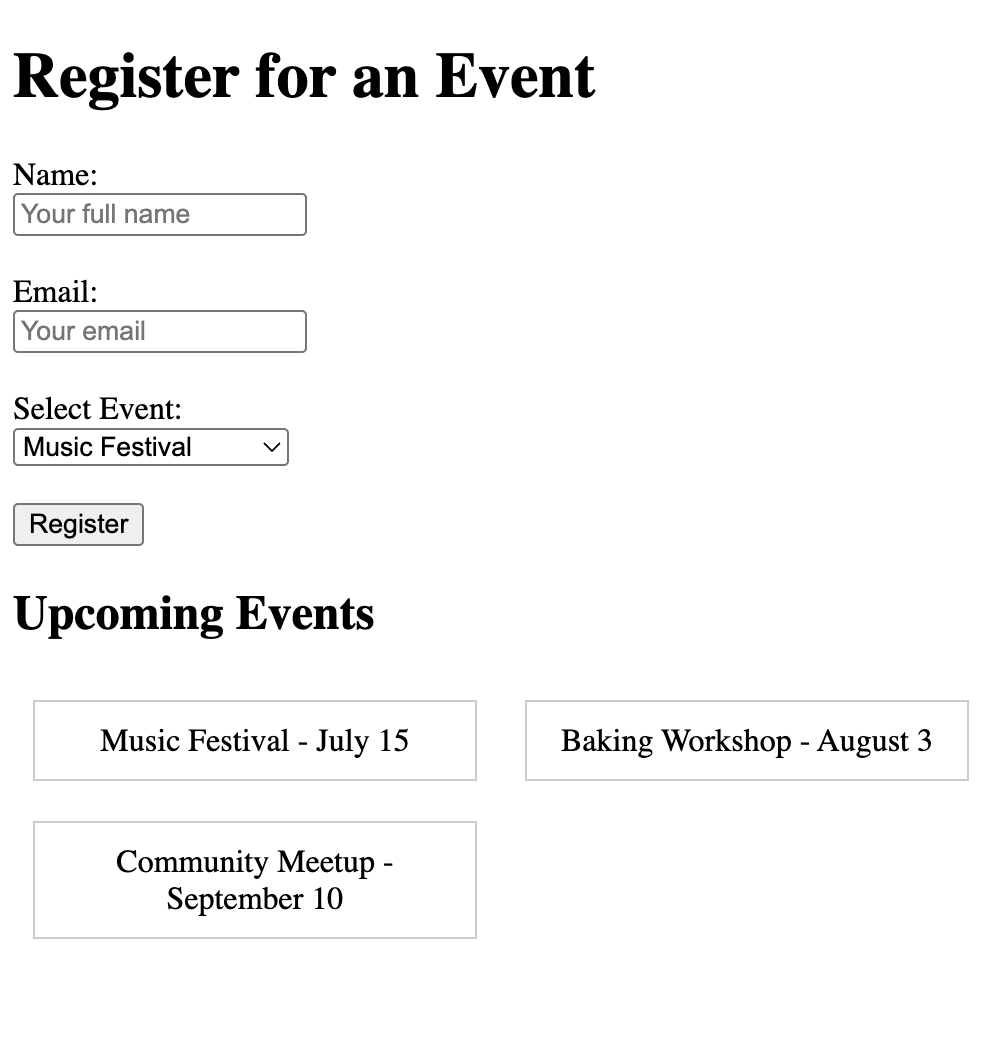 Register for an Event
Name:
Your full name
Email:
Your email
Select Event:
Music Festival
Register
Upcoming Events
Music Festival - July 15
Baking Workshop - August 3
Community Meetup -
September 10